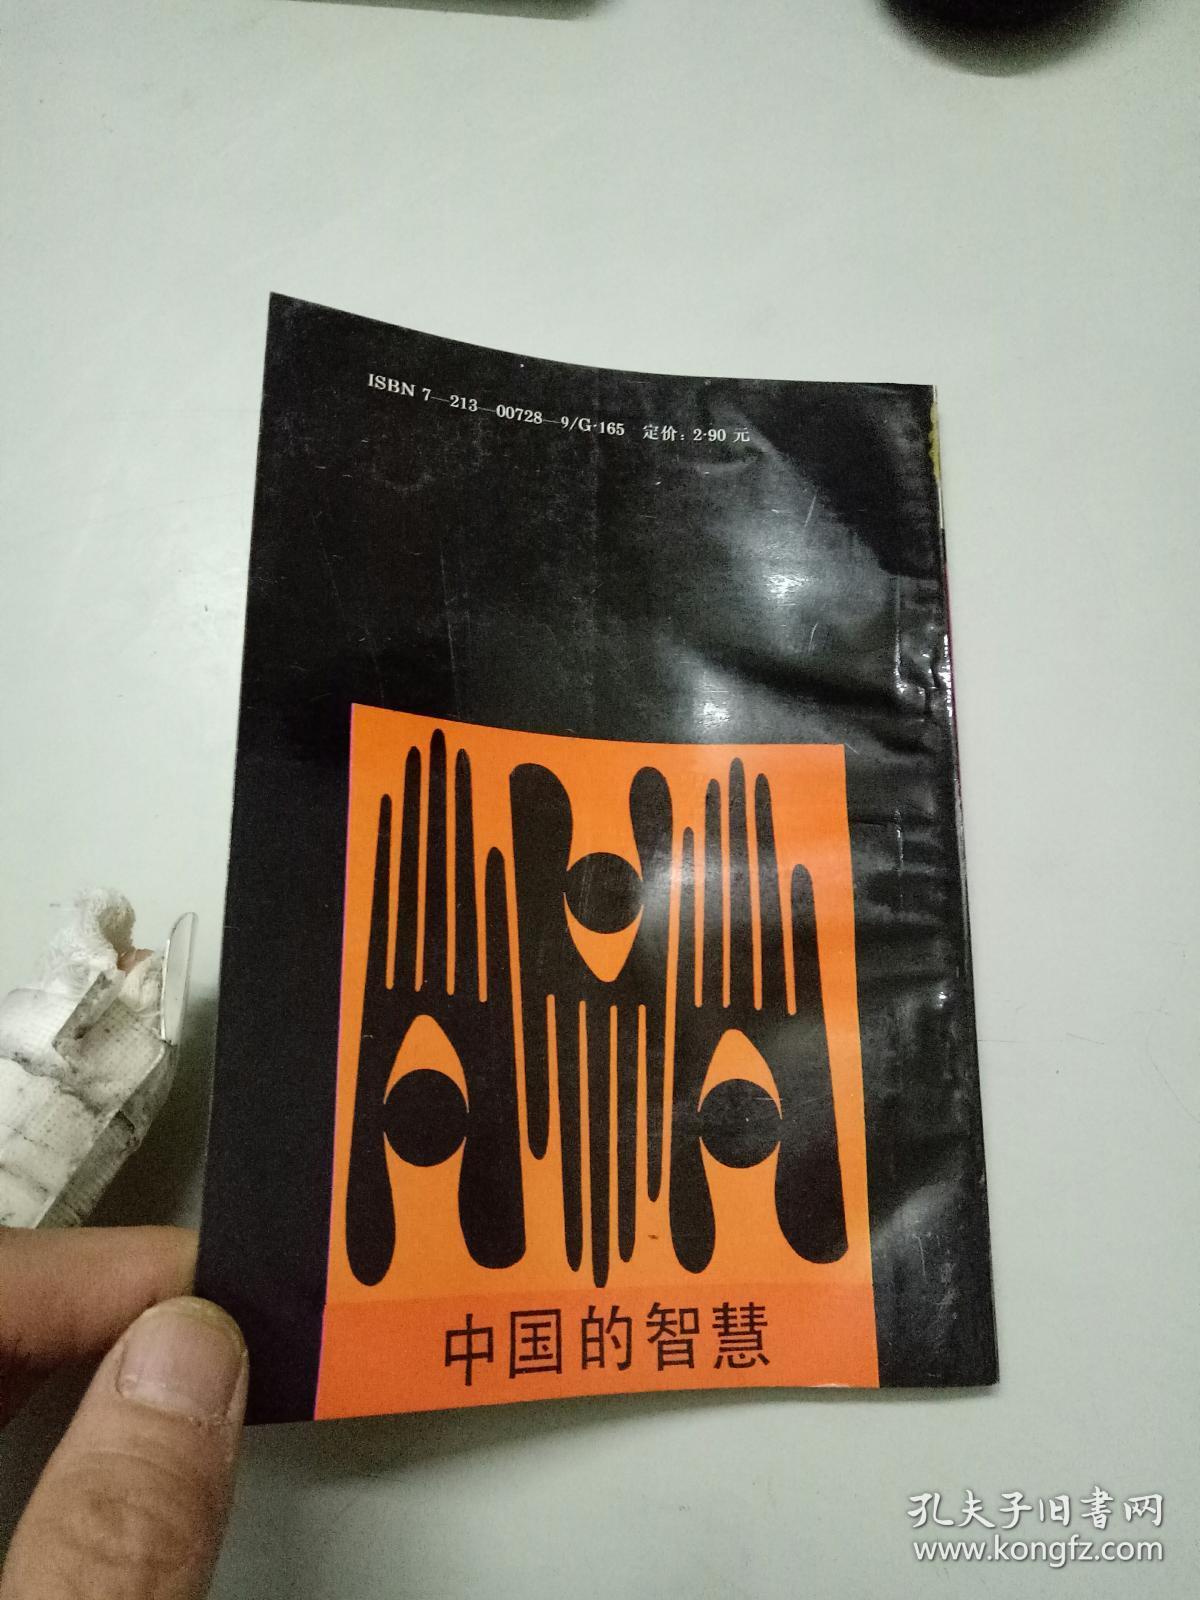 ISBN 7—213—00728—9/G·165 定价：2·90 元
中国的智慧
孔夫子旧书网
www.kongfz.com